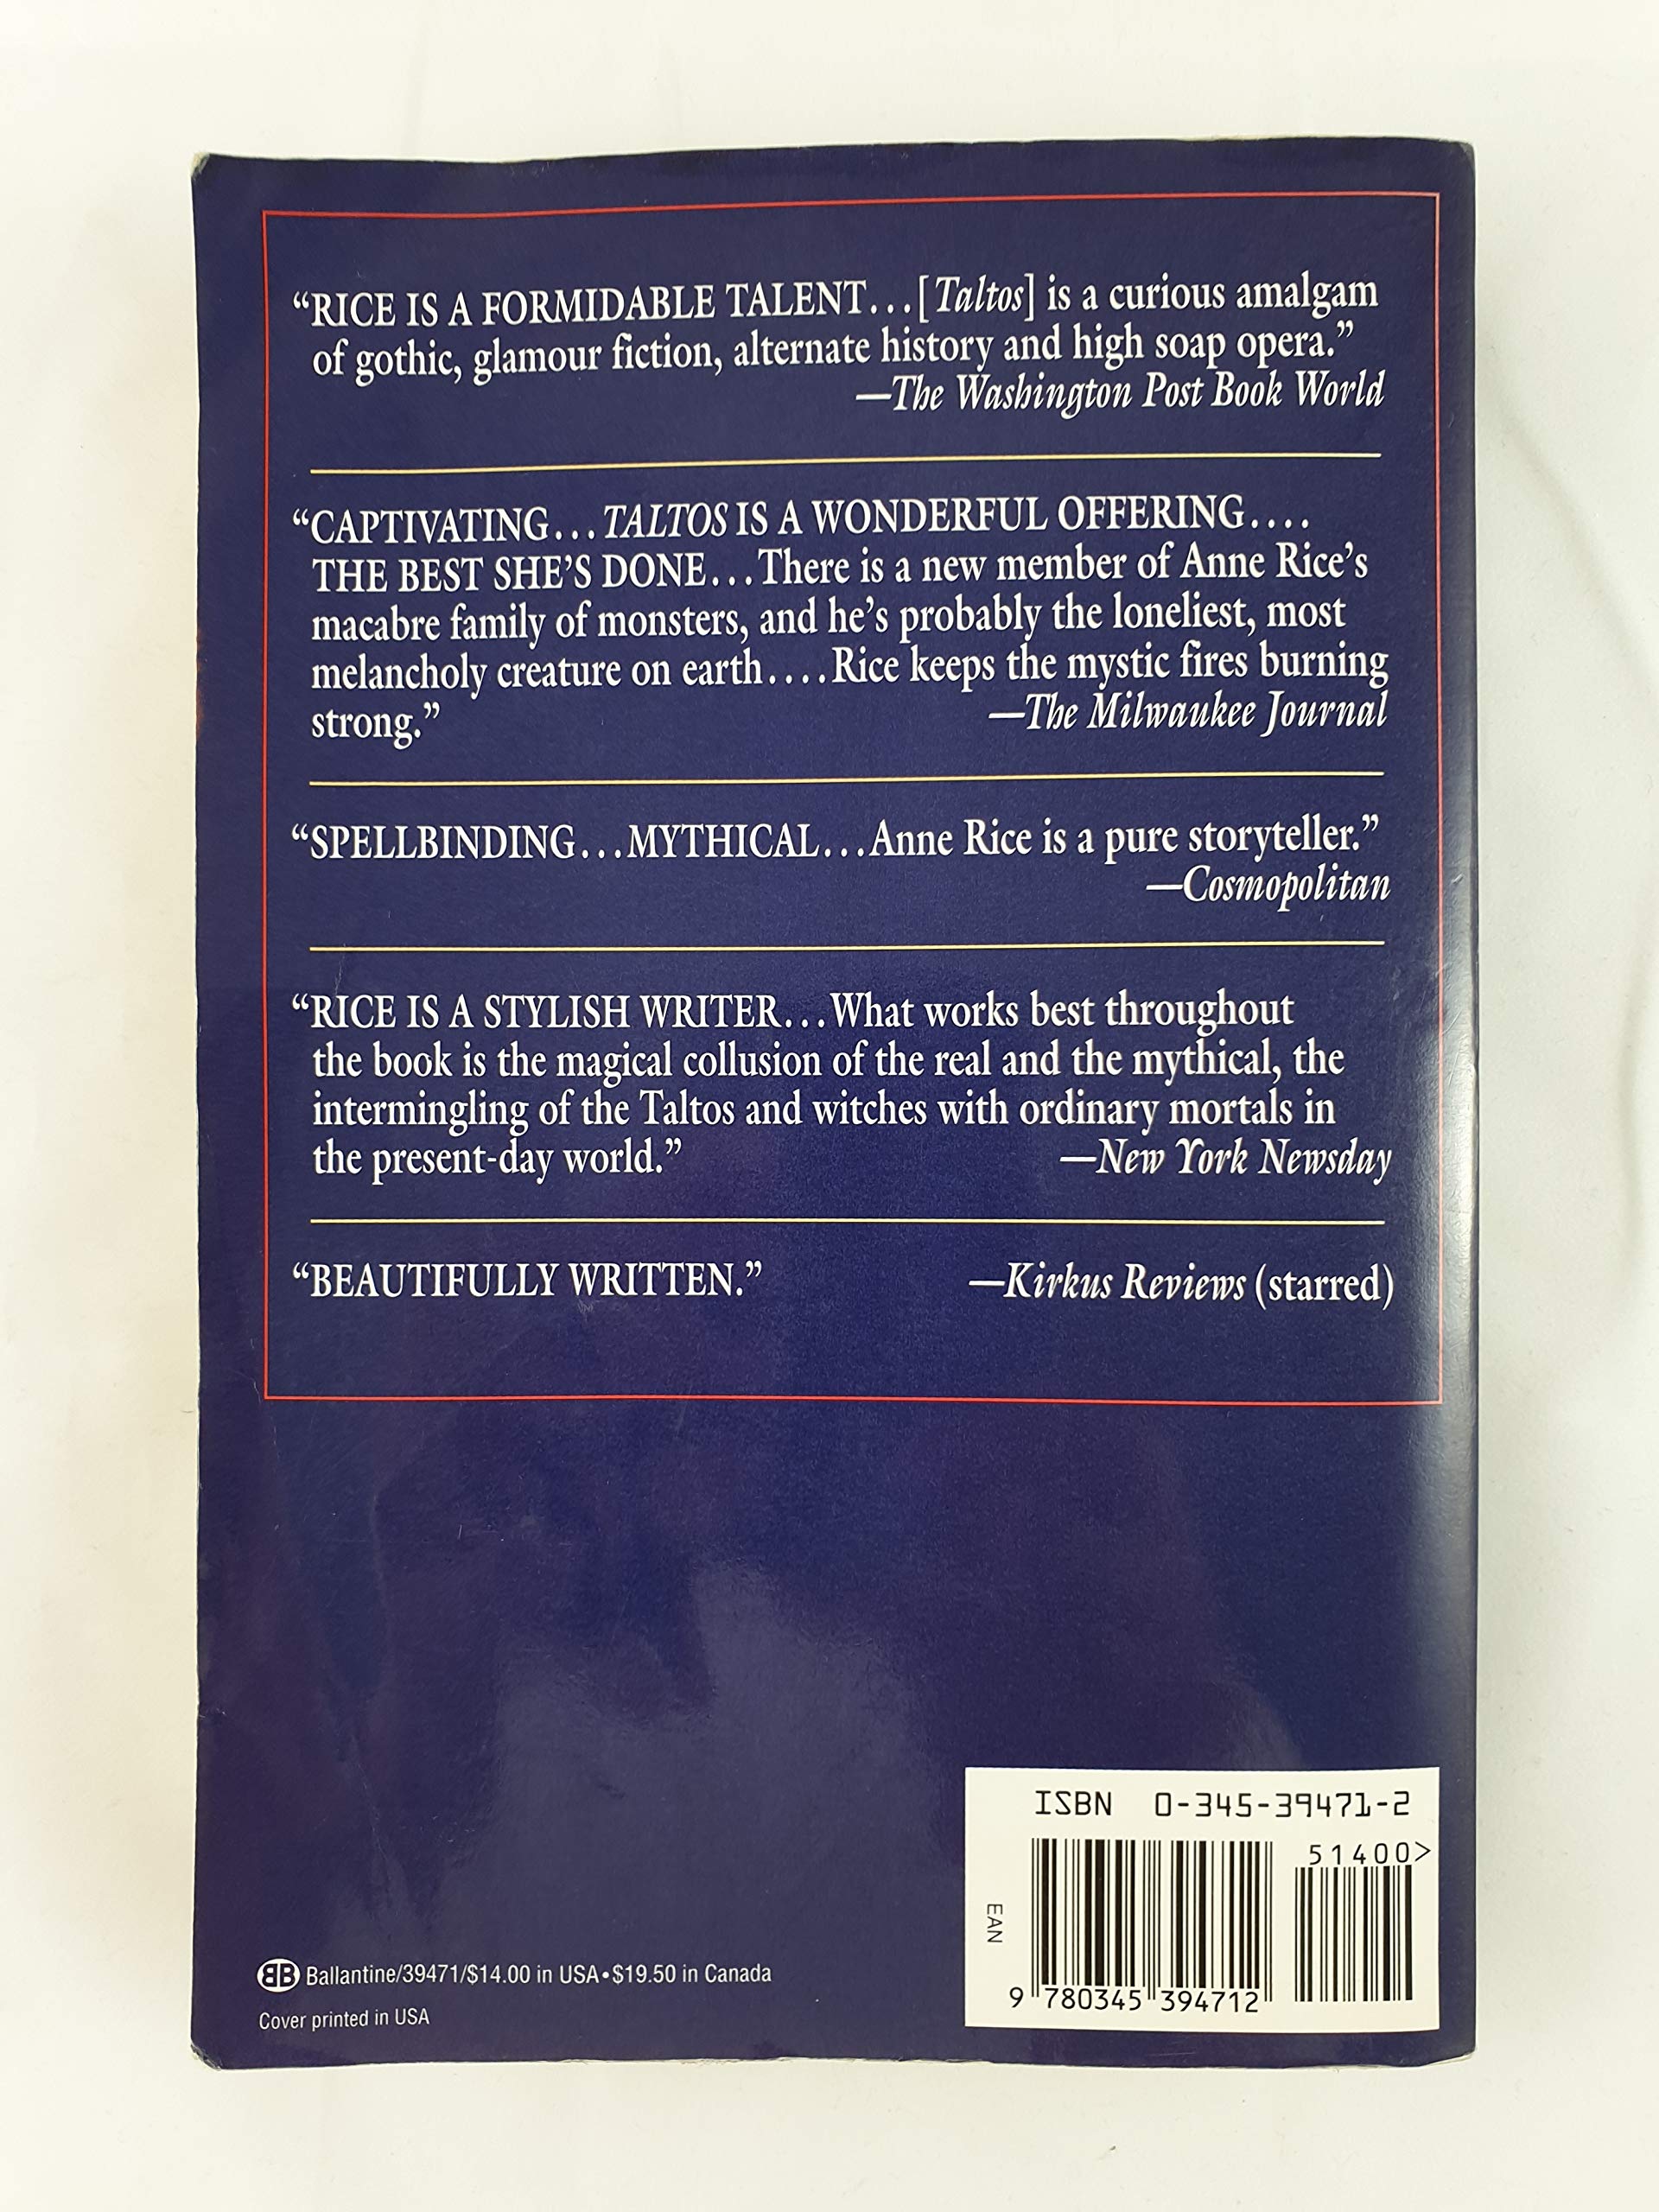 “RICE IS A FORMIDABLE TALENT...[Taltos] is a curious amalgam
of gothic, glamour fiction, alternate history and high soap opera.”
—The Washington Post Book World
“CAPTIVATING...TALTOS IS A WONDERFUL OFFERING....
THE BEST SHE’S DONE...There is a new member of Anne Rice’s
macabre family of monsters, and he’s probably the loneliest, most
melancholy creature on earth....Rice keeps the mystic fires burning
strong.” —The Milwaukee Journal
“SPELLBINDING...MYTHICAL...Anne Rice is a pure storyteller.”
—Cosmopolitan
“RICE IS A STYLISH WRITER...What works best throughout
the book is the magical collusion of the real and the mythical, the
intermingling of the Taltos and witches with ordinary mortals in
the present-day world.” —New York Newsday
“BEAUTIFULLY WRITTEN.” —Kirkus Reviews (starred)
ISBN 0-345-39471-2
51400>
EAN
9 780345 394712
BB Ballantine/39471/$14.00 in USA•$19.50 in Canada
Cover printed in USA